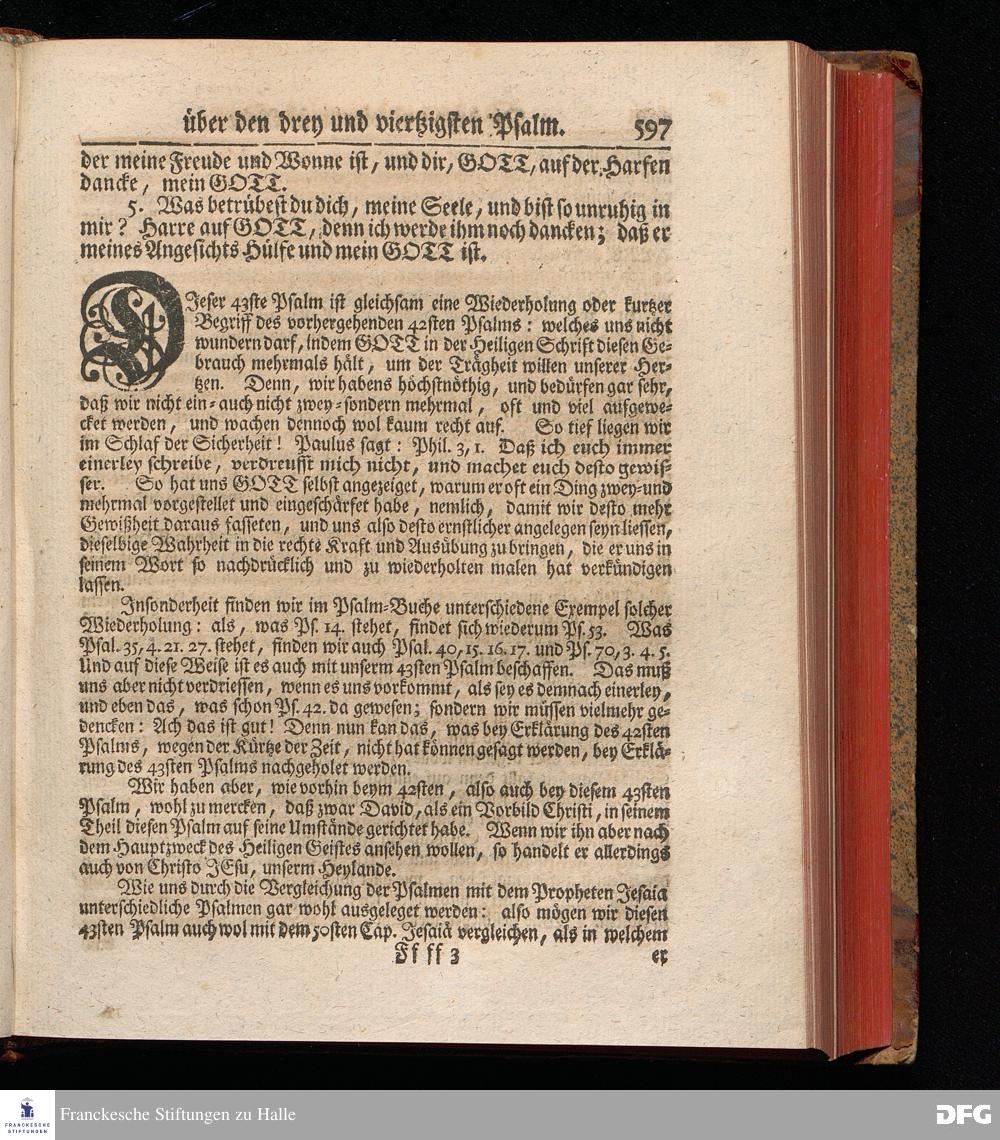 über den drey und viertzigsten Psalm. 597
der meine Freude und Wonne ist, und dir, GOTT, auf der Harfen
dancke, mein GOTT.
5. Was betrübest du dich, meine Seele, und bist so unruhig in
mir? Harre auf GOTT, denn ich werde ihm noch dancken; daß er
meines Angesichts Hülfe und mein GOTT ist.
DIeser 43ste Psalm ist gleichsam eine Wiederholung oder kurtzer
Begriff des vorhergehenden 42sten Psalms: welches uns nicht
wundern darf, indem GOTT in der Heiligen Schrift diesen Ge-
brauch mehrmals hält, um der Trägheit willen unserer Her-
tzen. Denn, wir habens höchstnöthig, und bedürfen gar sehr,
daß wir nicht ein- auch nicht zwey- sondern mehrmal, oft und viel aufgewe-
cket werden, und wachen dennoch wol kaum recht auf. So tief liegen wir
im Schlaf der Sicherheit! Paulus sagt: Phil. 3, 1. Daß ich euch immer
einerley schreibe, verdreusst mich nicht, und machet euch desto gewis-
ser. So hat uns GOTT selbst angezeiget, warum er oft ein Ding zwey- und
mehrmal vorgestellet und eingeschärfet habe, nemlich, damit wir desto mehr
Gewißheit daraus fasseten, und uns also desto ernstlicher angelegen seyn liessen,
dieselbige Wahrheit in die rechte Kraft und Ausübung zu bringen, die er uns in
seinem Wort so nachdrücklich und zu wiederholten malen hat verkündigen
lassen.
Insonderheit finden wir im Psalm-Buche unterschiedene Exempel solcher
Wiederholung: als, was Ps. 14. stehet, findet sich wiederum Ps. 53. Was
Psal. 35, 4. 21. 27. stehet, finden wir auch Psal. 40, 15. 16. 17. und Ps. 70, 3. 4. 5.
Und auf diese Weise ist es auch mit unserm 43sten Psalm beschaffen. Das muß
uns aber nicht verdriessen, wenn es uns vorkommt, als sey es demnach einerley,
und eben das, was schon Ps. 42. da gewesen; sondern wir müssen vielmehr ge-
dencken: Ach das ist gut! Denn nun kan das, was bey Erklärung des 42sten
Psalms, wegen der Kürtze der Zeit, nicht hat können gesagt werden, bey Erklä-
rung des 43sten Psalms nachgeholet werden.
Wir haben aber, wie vorhin beym 42sten, also auch bey diesem 43sten
Psalm, wohl zu mercken, daß zwar David, als ein Vorbild Christi, in seinem
Theil diesen Psalm auf seine Umstände gerichtet habe. Wenn wir ihn aber nach
dem Hauptzweck des Heiligen Geistes ansehen wollen, so handelt er allerdings
auch von Christo JEsu, unserm Heylande.
Wie uns durch die Vergleichung der Psalmen mit dem Propheten Jesaia
unterschiedliche Psalmen gar wohl ausgeleget werden: also mögen wir diesen
43sten Psalm auch wol mit dem 50sten Cap. Jesaiä vergleichen, als in welchem
Ff ff 3 er
FRANCKESCHE STIFTUNGEN
Franckesche Stiftungen zu Halle
DFG